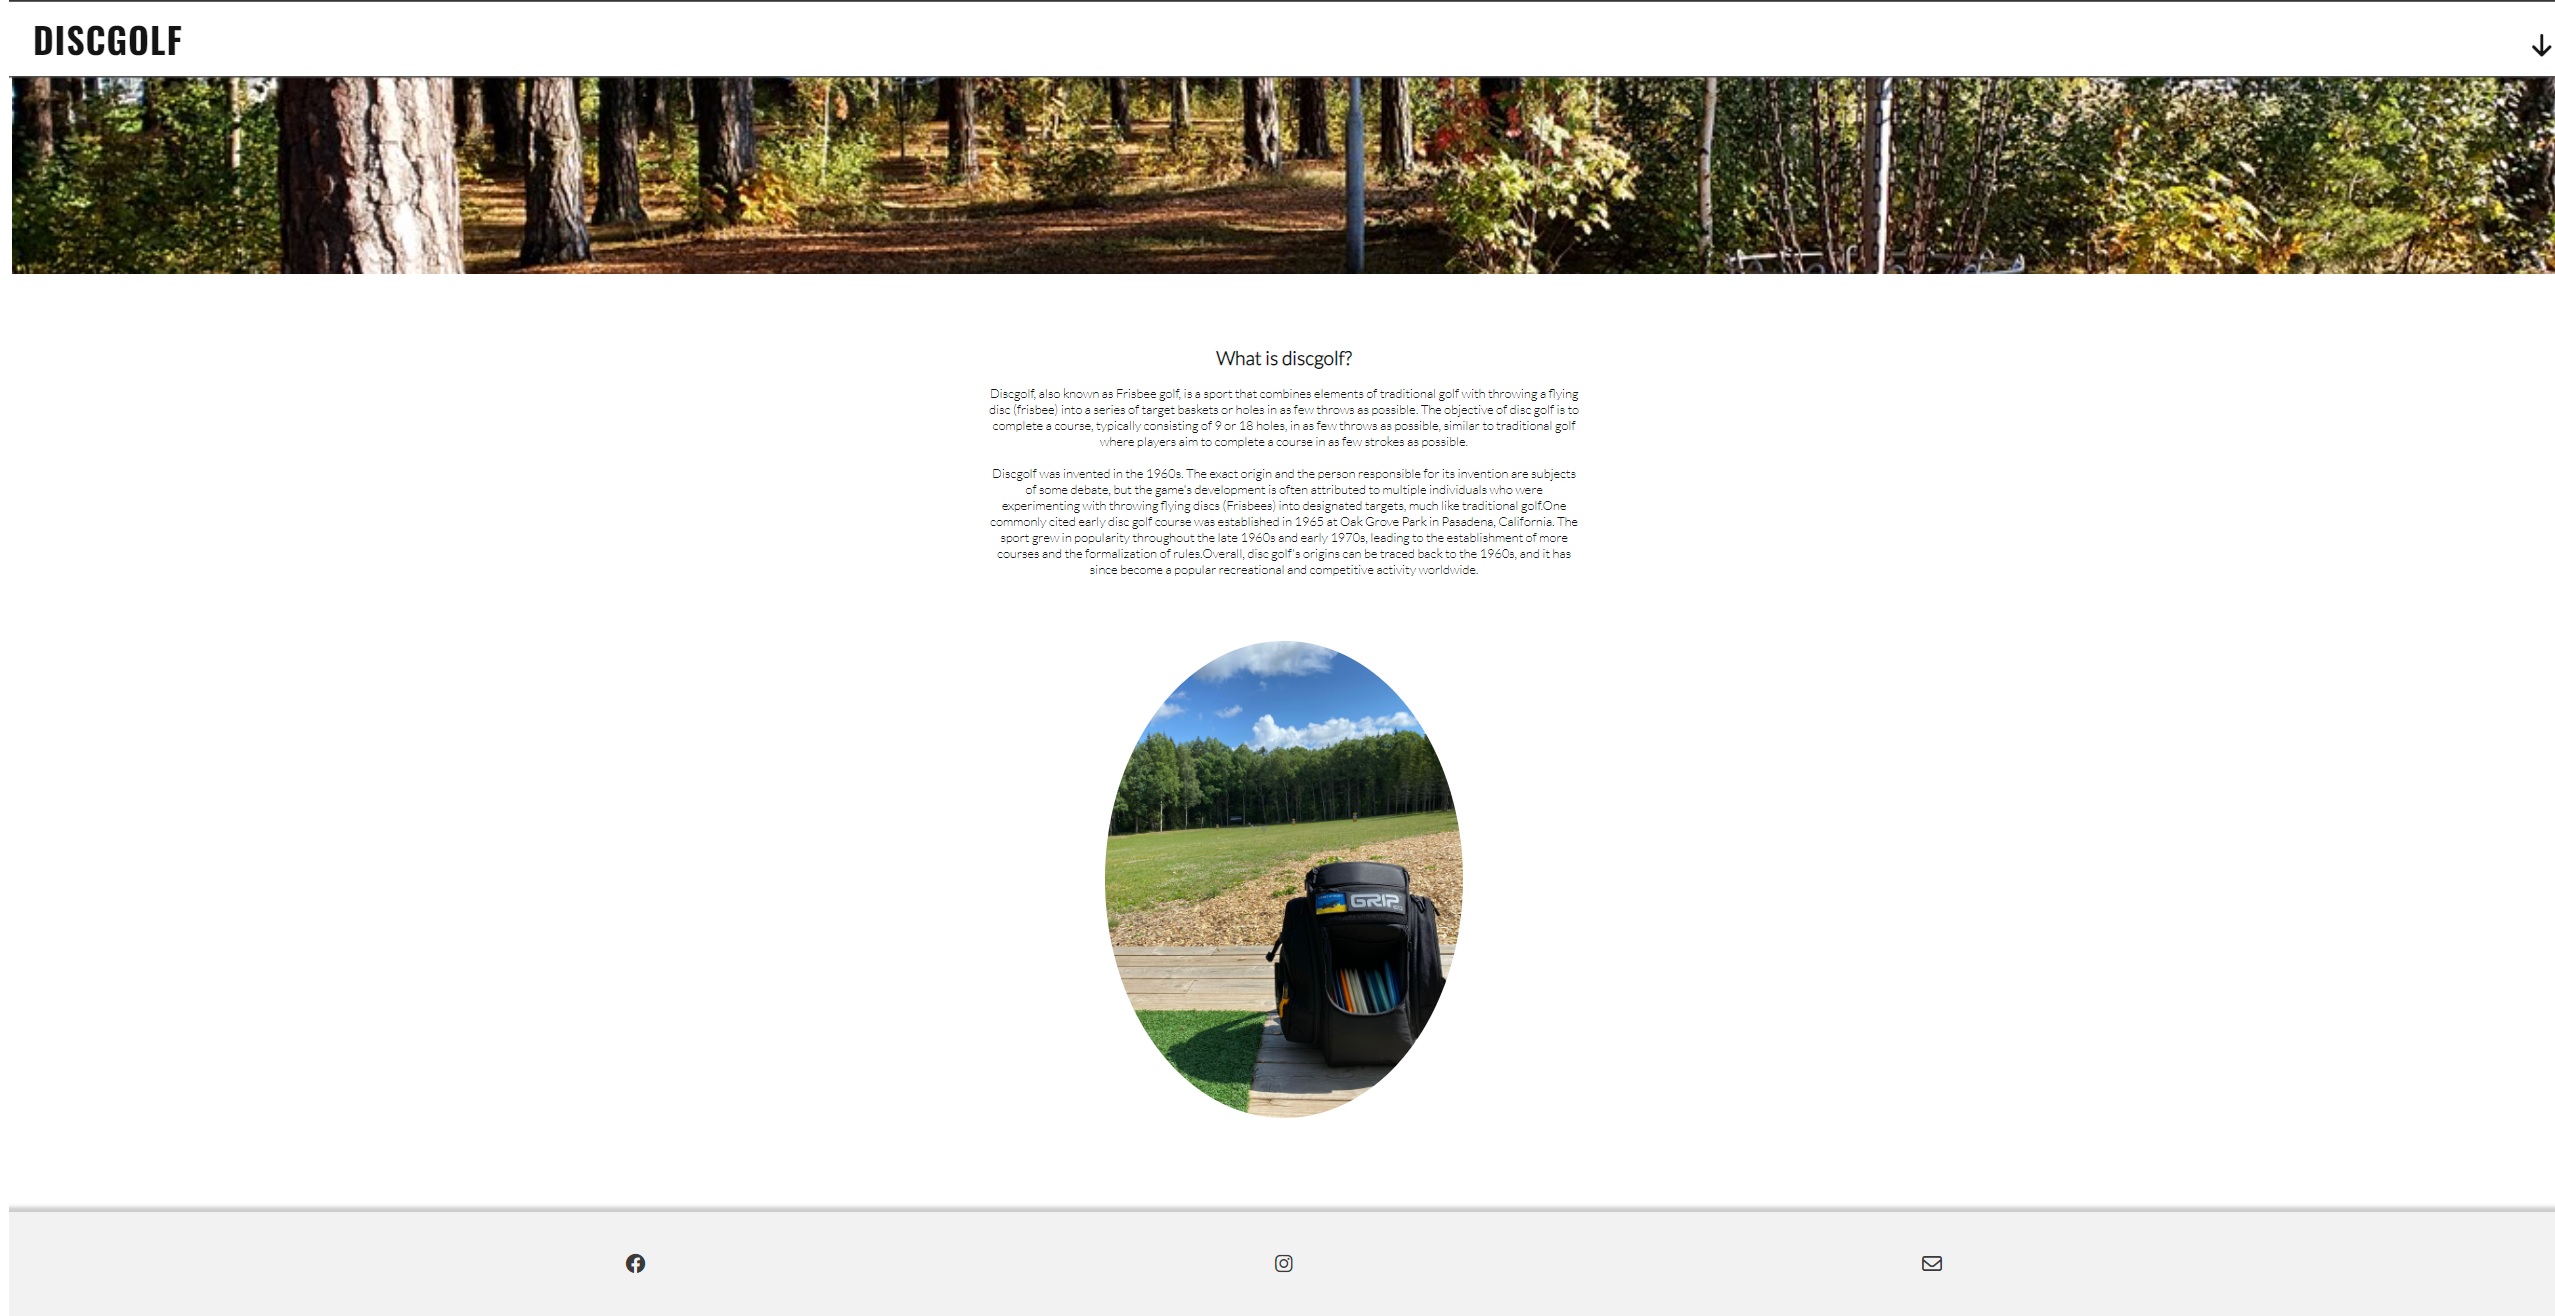 DISCGOLF
What is discgolf?
Discgolf, also known as Frisbee golf, is a sport that combines elements of traditional golf with throwing a flying
disc (frisbee) into a series of target baskets or holes in as few throws as possible. The objective of disc golf is to
complete a course, typically consisting of 9 or 18 holes, in as few throws as possible, similar to traditional golf
where players aim to complete a course in as few strokes as possible.
Discgolf was invented in the 1960s. The exact origin and the person responsible for its invention are subjects
of some debate, but the game's development is often attributed to multiple individuals who were
experimenting with throwing flying discs (Frisbees) into designated targets, much like traditional golf.One
commonly cited early disc golf course was established in 1965 at Oak Grove Park in Pasadena, California. The
sport grew in popularity throughout the late 1960s and early 1970s, leading to the establishment of more
courses and the formalization of rules.Overall, disc golf's origins can be traced back to the 1960s, and it has
since become a popular recreational and competitive activity worldwide.
GRIP